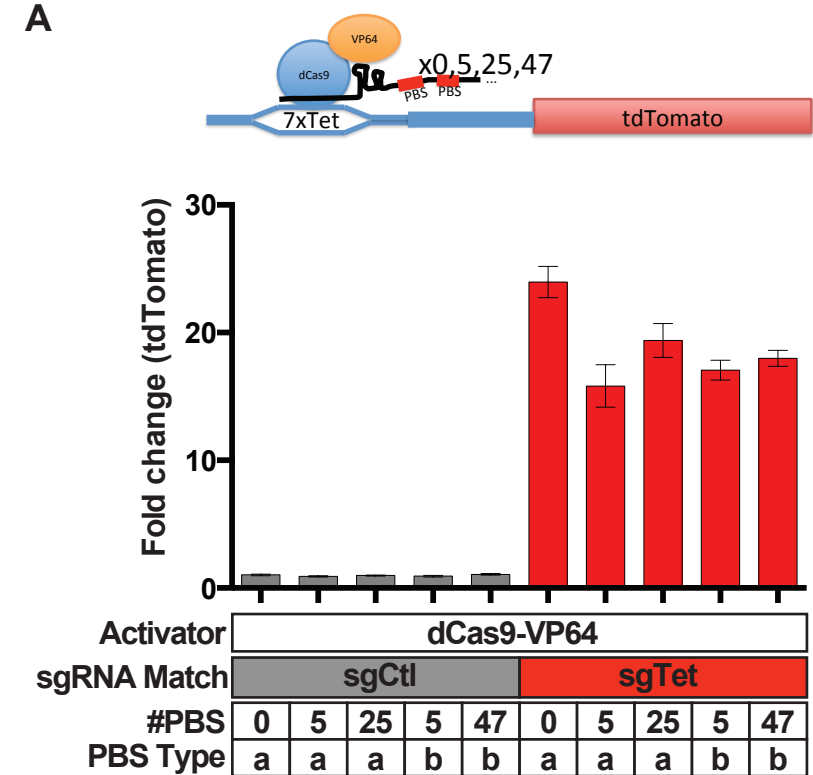 A
VP64
dCas9
x0,5,25,47
PBS PBS ...
7xTet
tdTomato
Fold change (tdTomato)
30
20
10
0
Activator dCas9-VP64
sgRNA Match sgCtl sgTet
#PBS 0 5 25 5 47 0 5 25 5 47
PBS Type a a a b b a a a b b